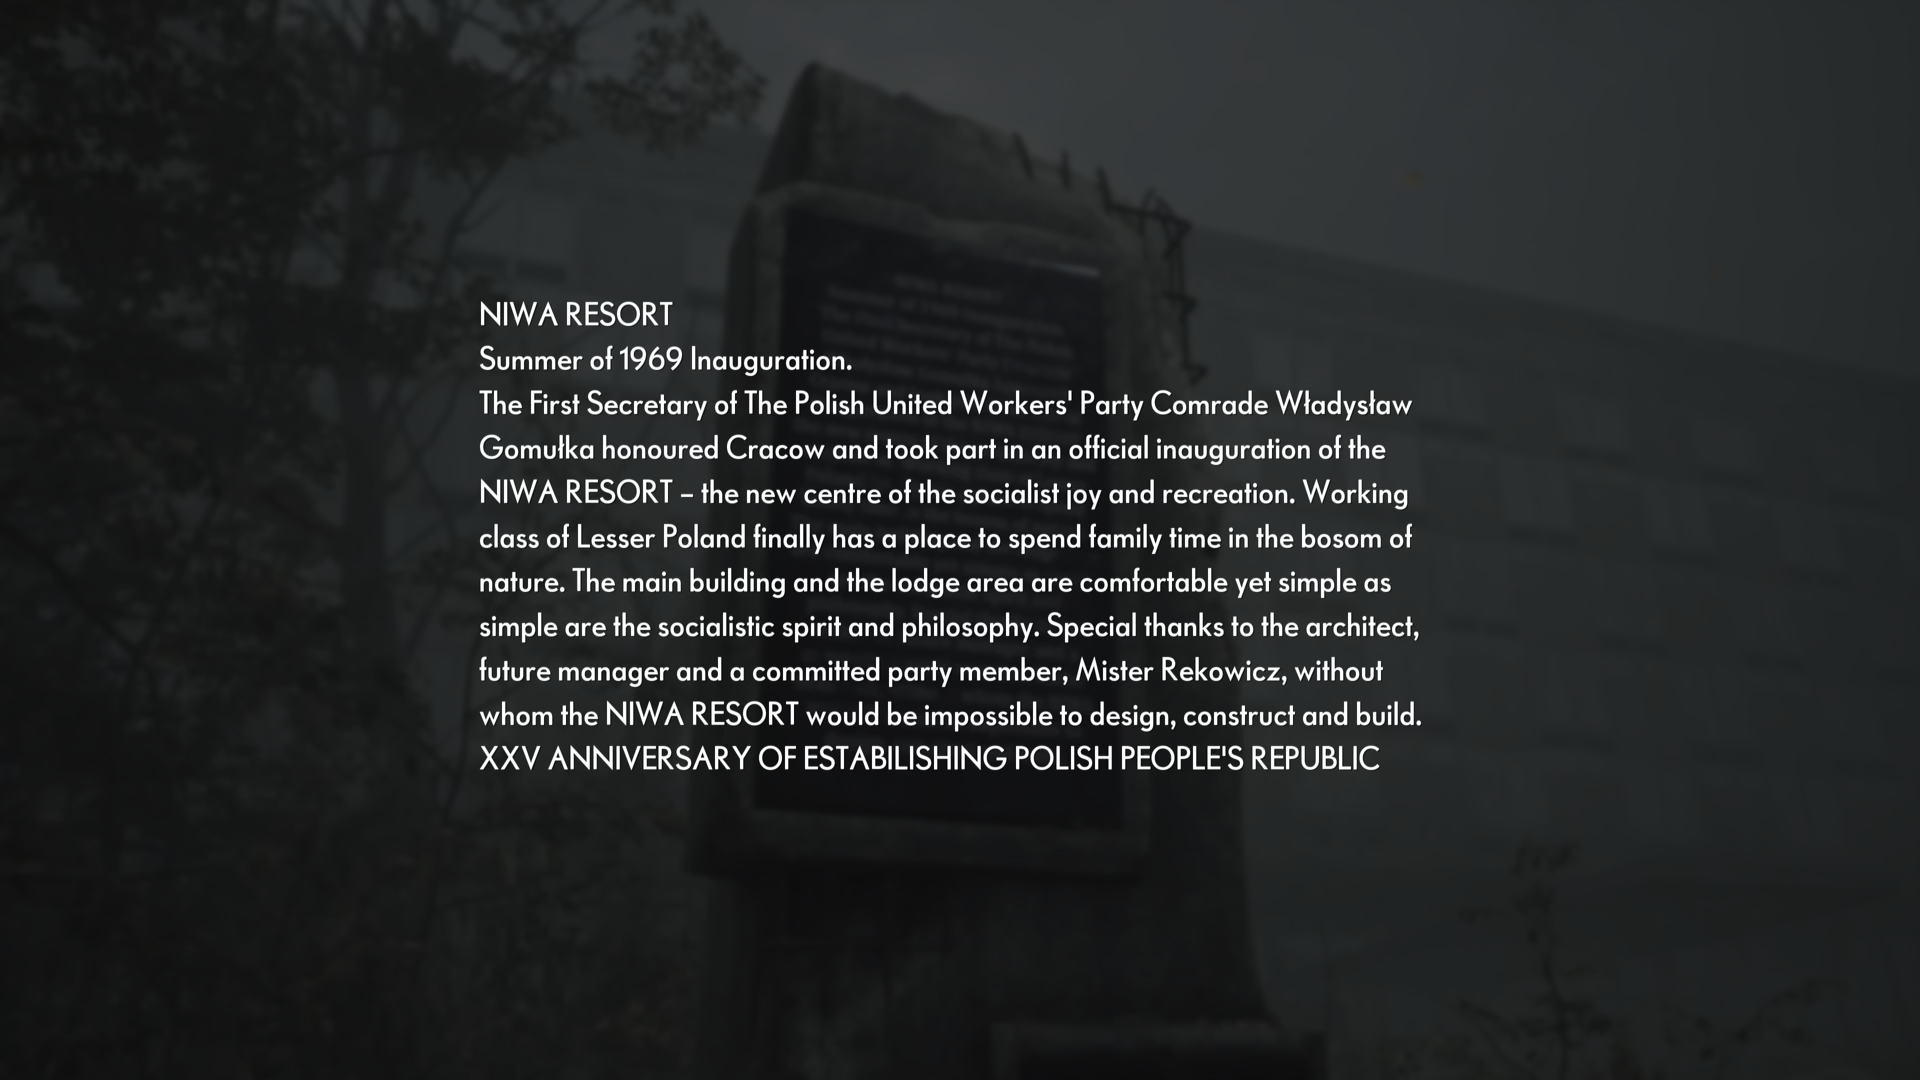 NIWA RESORT
Summer of 1969 Inauguration.
The First Secretary of The Polish United Workers' Party Comrade Władysław
Gomułka honoured Cracow and took part in an official inauguration of the
NIWA RESORT – the new centre of the socialist joy and recreation. Working
class of Lesser Poland finally has a place to spend family time in the bosom of
nature. The main building and the lodge area are comfortable yet simple as
simple are the socialistic spirit and philosophy. Special thanks to the architect,
future manager and a committed party member, Mister Rekowicz, without
whom the NIWA RESORT would be impossible to design, construct and build.
XXV ANNIVERSARY OF ESTABILISHING POLISH PEOPLE'S REPUBLIC